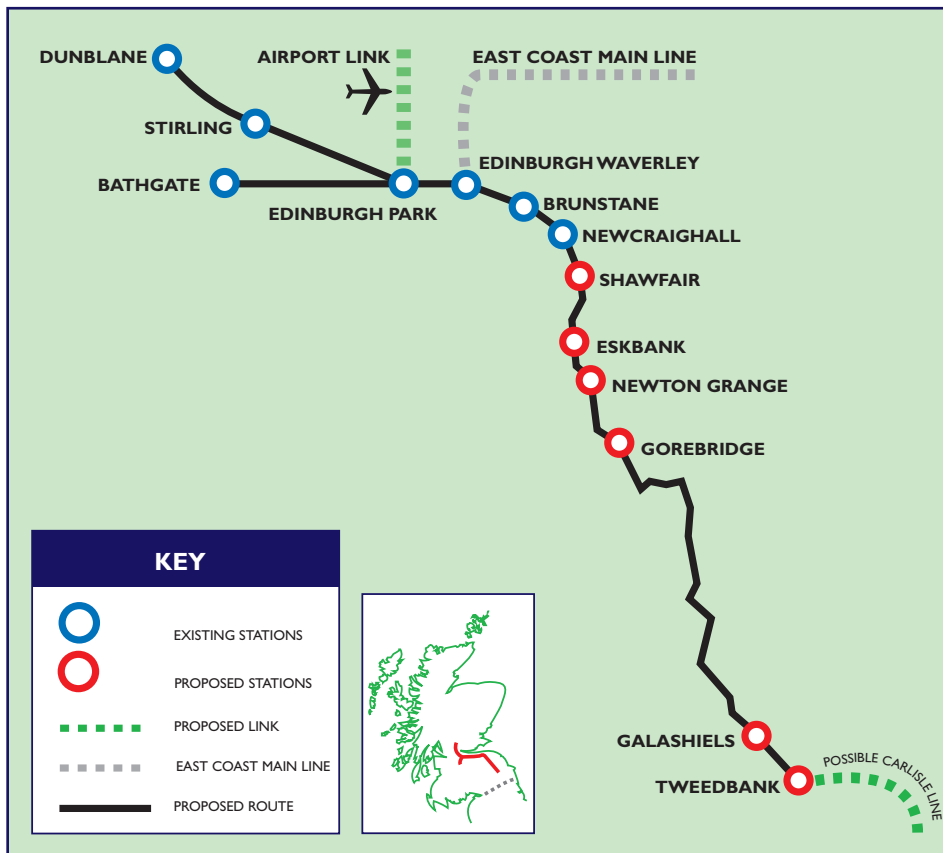 DUNBLANE
AIRPORT LINK
EAST COAST MAIN LINE
STIRLING
EDINBURGH WAVERLEY
BATHGATE
EDINBURGH PARK
BRUNSTANE
NEWCRAIGHALL
SHAWFAIR
ESKBANK
NEWTON GRANGE
GOREBRIDGE
KEY
EXISTING STATIONS
PROPOSED STATIONS
PROPOSED LINK
EAST COAST MAIN LINE
PROPOSED ROUTE
GALASHIELS
TWEEDBANK
POSSIBLE CARLISLE LINE